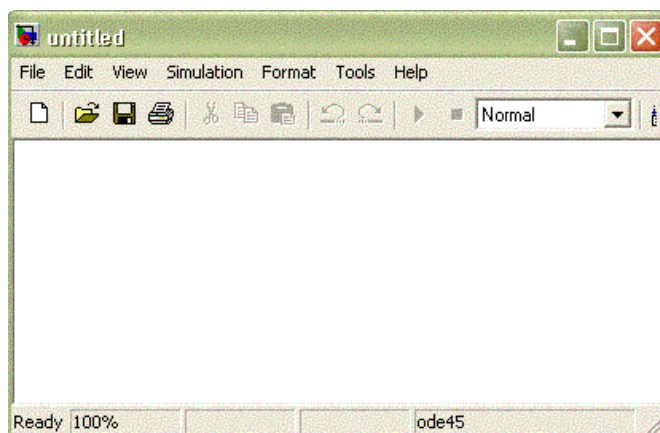 untitled
File Edit View Simulation Format Tools Help
Normal
Ready 100% ode45